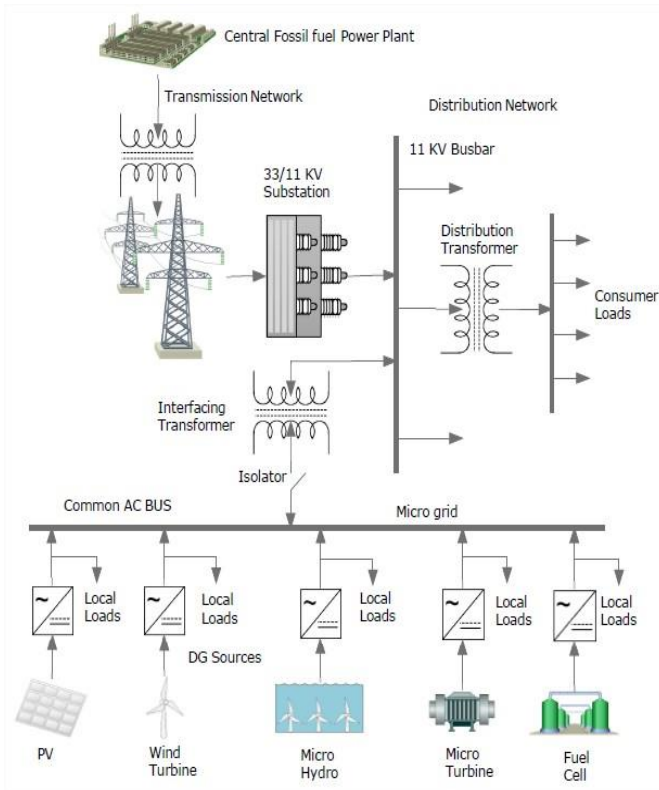 Central Fossil fuel Power Plant
Transmission Network
Distribution Network
11 KV Busbar
33/11 KV
Substation
Distribution
Transformer
Consumer
Loads
Interfacing
Transformer
Isolator
Common AC BUS
Micro grid
Local
Loads
Local
Loads
Local
Loads
Local
Loads
Local
Loads
DG Sources
PV
Wind
Turbine
Micro
Hydro
Micro
Turbine
Fuel
Cell